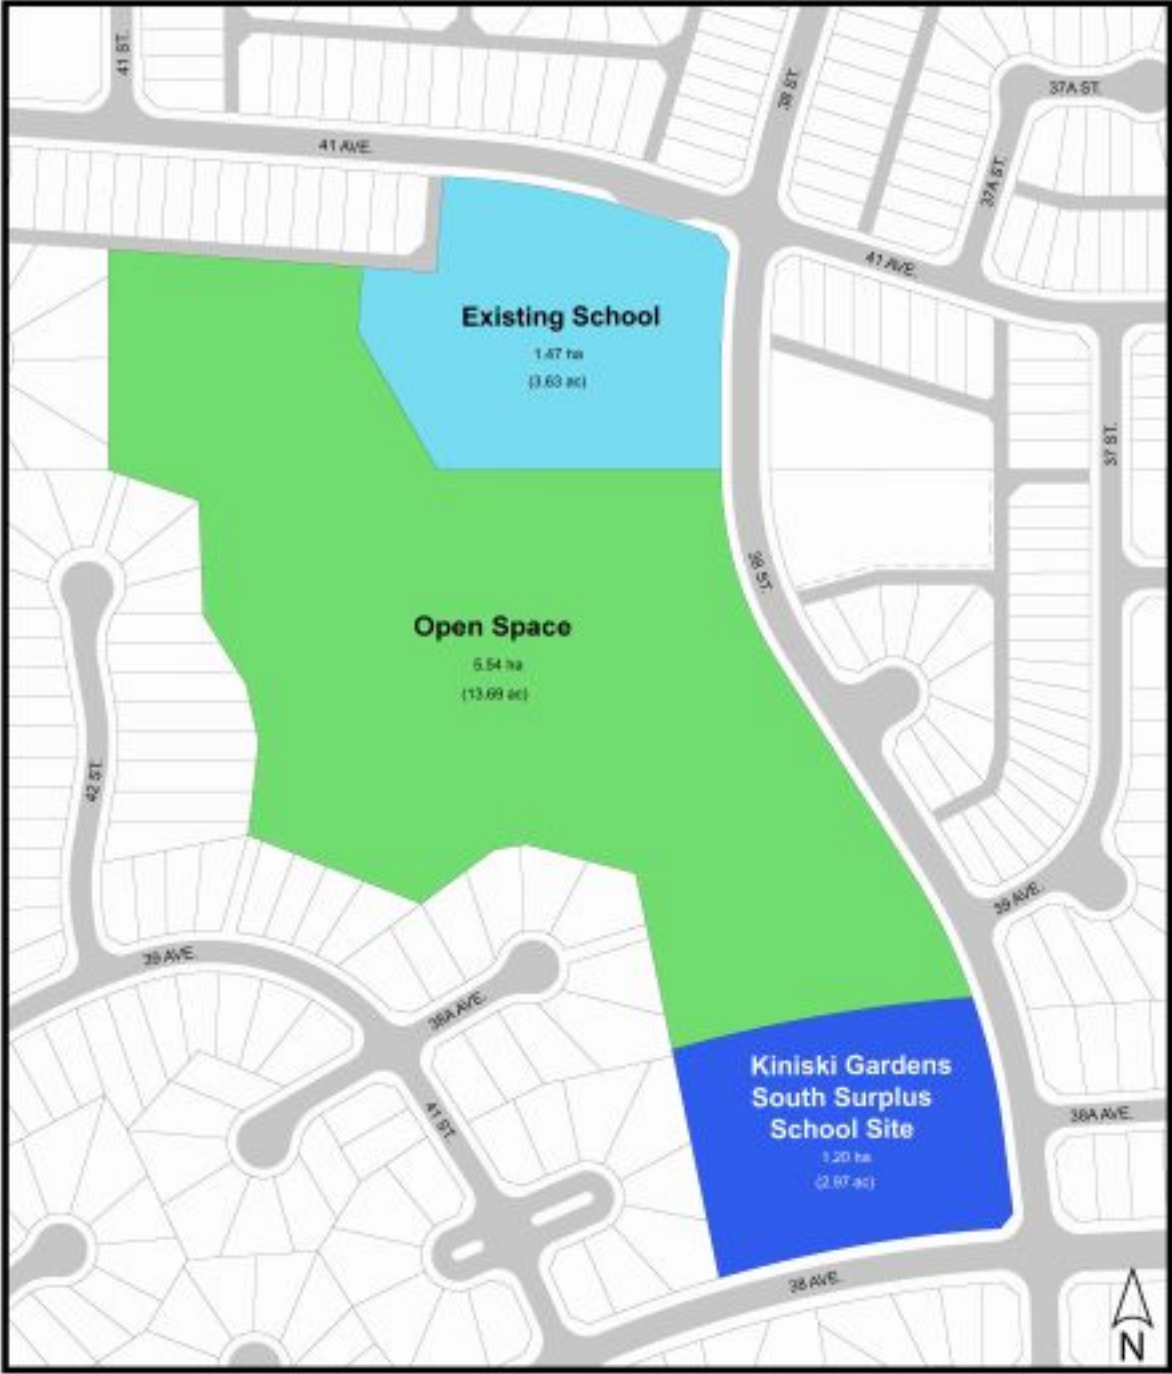 41 ST.
38 ST.
37A ST.
41 AVE.
37A ST.
41 AVE.
Existing School
1.47 ha
(3.63 ac)
37 ST.
38 ST.
Open Space
5.54 ha
(13.69 ac)
42 ST.
39 AVE.
39 AVE.
38A AVE.
Kiniski Gardens
South Surplus
School Site
1.20 ha
(2.97 ac)
41 ST.
38A AVE.
38 AVE.
N